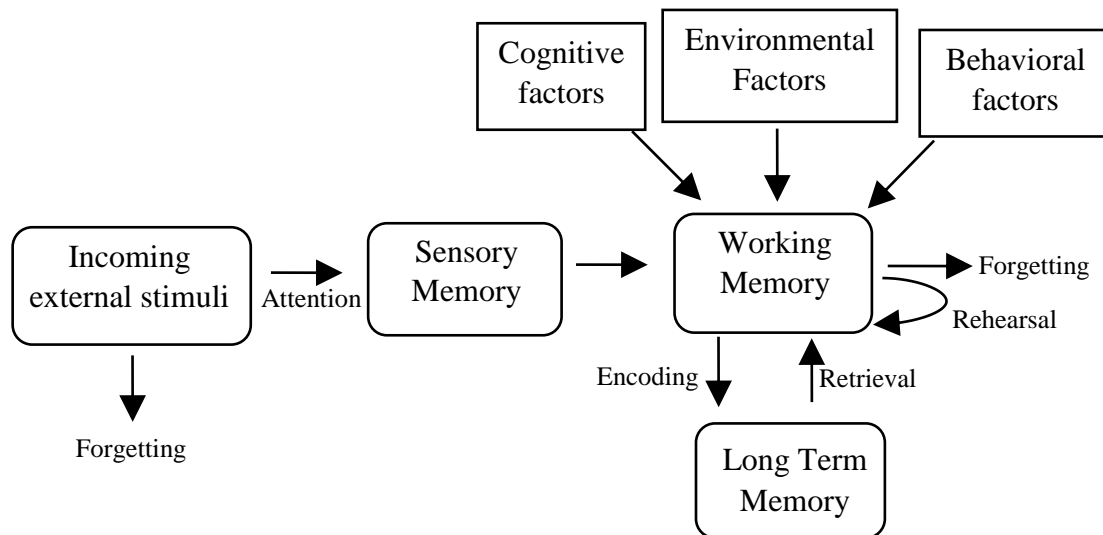 Cognitive
factors
Environmental
Factors
Behavioral
factors
Incoming
external stimuli
Attention
Sensory
Memory
Working
Memory
Forgetting
Rehearsal
Encoding
Retrieval
Forgetting
Long Term
Memory